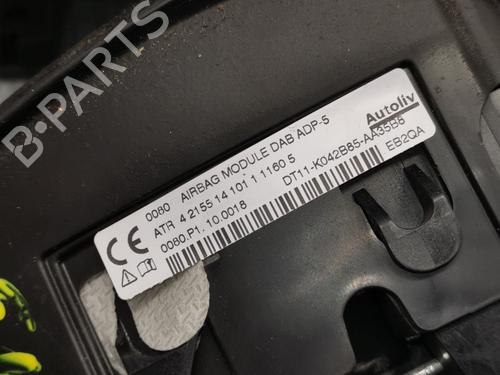 B-PARTS
Autoliv
0080 AIRBAG MODULE DAB ADP-5
ATR 4 2155 14 101 1 1160 5
DT11-K042B85-AA35B6
0080.P1. 10.0018
EB2QA
CE